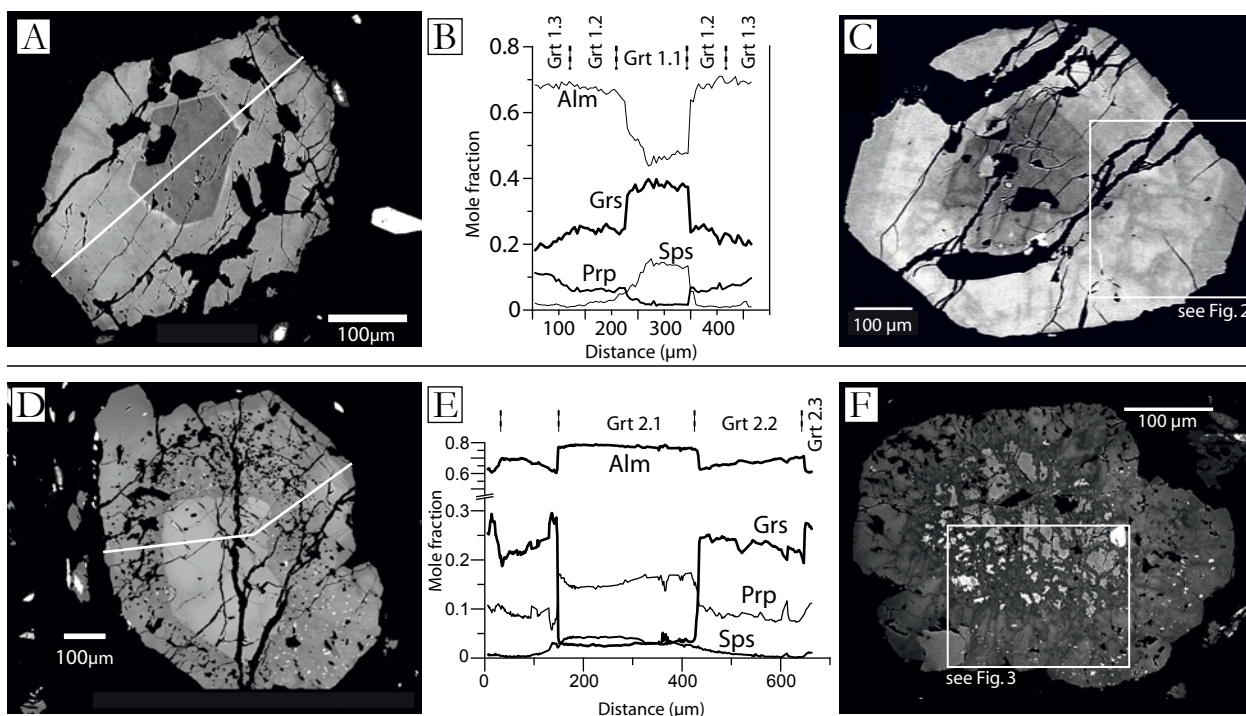 A
100μm
B
Grt 1.3
Grt 1.2
Grt 1.1
Grt 1.2
Grt 1.3
0.8
0.6
0.4
0.2
0
Mole fraction
Alm
Grs
Sps
Prp
100
200
300
400
Distance (μm)
C
100 μm
see Fig. 2
D
100μm
E
Grt 2.1
Grt 2.2
Grt 2.3
0.8
0.6
0.3
0.2
0.1
0
Mole fraction
Alm
Grs
Prp
Sps
0
200
400
600
Distance (μm)
F
100 μm
see Fig. 3